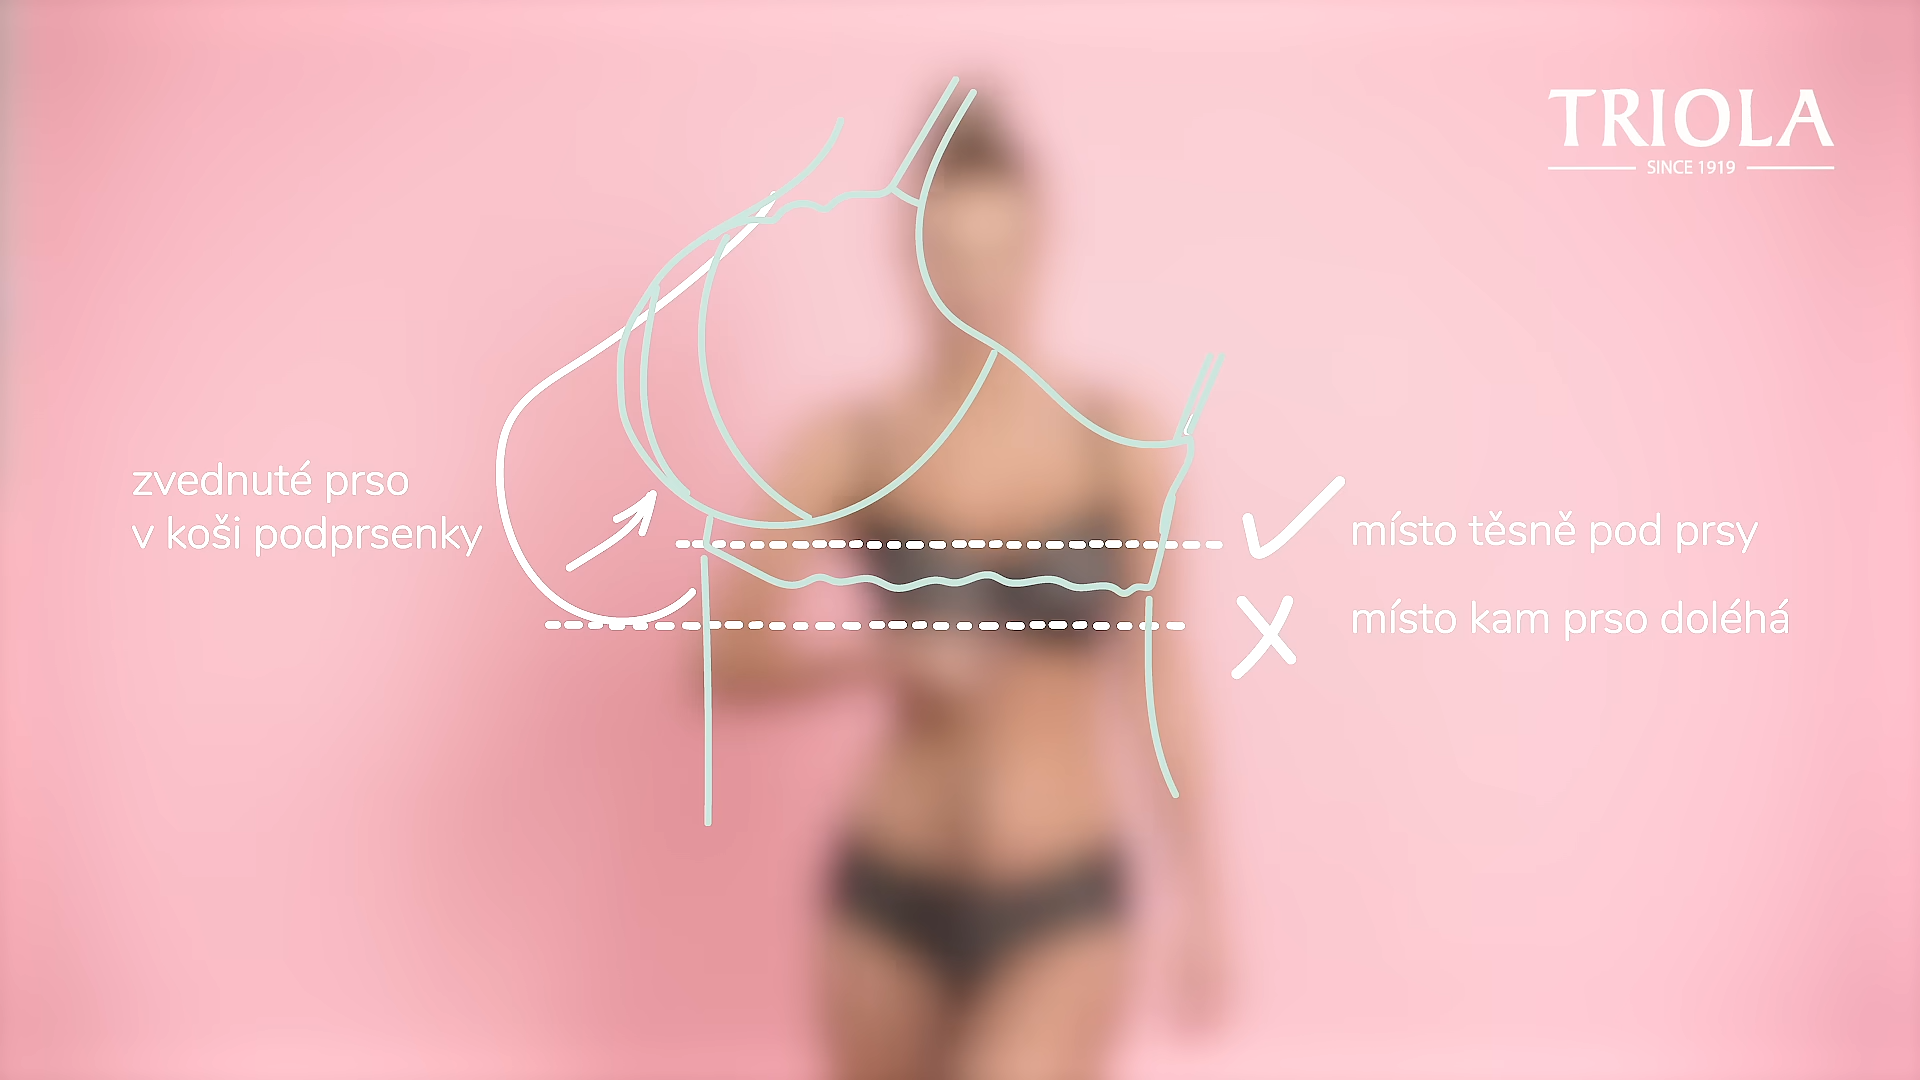 TRIOLA
SINCE 1919
zvednuté prso
v koši podprsenky
místo těsně pod prsy
místo kam prso doléhá